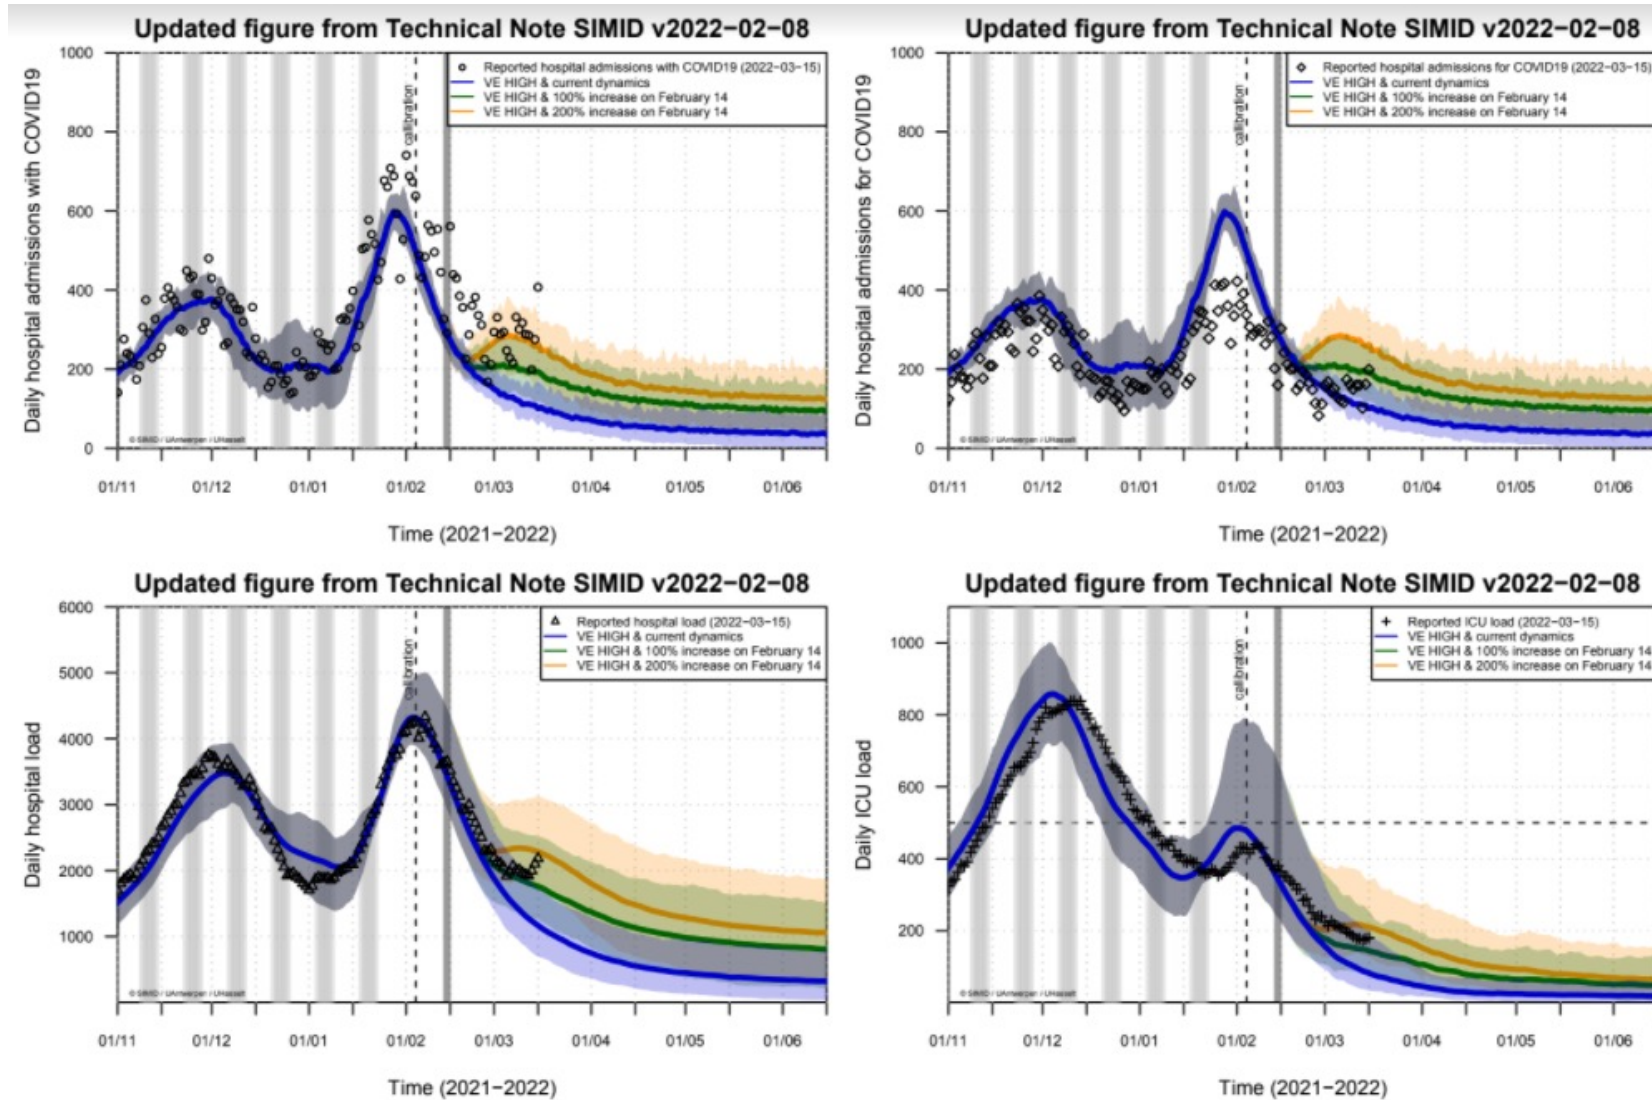 Updated figure from Technical Note SIMID v2022−02−08
Daily hospital admissions with COVID19
1000
800
600
400
200
0
calibration
Reported hospital admissions with COVID19 (2022−03−15)
VE HIGH & current dynamics
VE HIGH & 100% increase on February 14
VE HIGH & 200% increase on February 14
© SIMID / UAntwerpen / UHasselt
01/11 01/12 01/01 01/02 01/03 01/04 01/05 01/06
Time (2021−2022)
Updated figure from Technical Note SIMID v2022−02−08
Daily hospital admissions for COVID19
1000
800
600
400
200
0
calibration
Reported hospital admissions for COVID19 (2022−03−15)
VE HIGH & current dynamics
VE HIGH & 100% increase on February 14
VE HIGH & 200% increase on February 14
© SIMID / UAntwerpen / UHasselt
01/11 01/12 01/01 01/02 01/03 01/04 01/05 01/06
Time (2021−2022)
Updated figure from Technical Note SIMID v2022−02−08
Daily hospital load
6000
5000
4000
3000
2000
1000
calibration
Reported hospital load (2022−03−15)
VE HIGH & current dynamics
VE HIGH & 100% increase on February 14
VE HIGH & 200% increase on February 14
© SIMID / UAntwerpen / UHasselt
01/11 01/12 01/01 01/02 01/03 01/04 01/05 01/06
Time (2021−2022)
Updated figure from Technical Note SIMID v2022−02−08
Daily ICU load
1000
800
600
400
200
calibration
Reported ICU load (2022−03−15)
VE HIGH & current dynamics
VE HIGH & 100% increase on February 14
VE HIGH & 200% increase on February 14
© SIMID / UAntwerpen / UHasselt
01/11 01/12 01/01 01/02 01/03 01/04 01/05 01/06
Time (2021−2022)